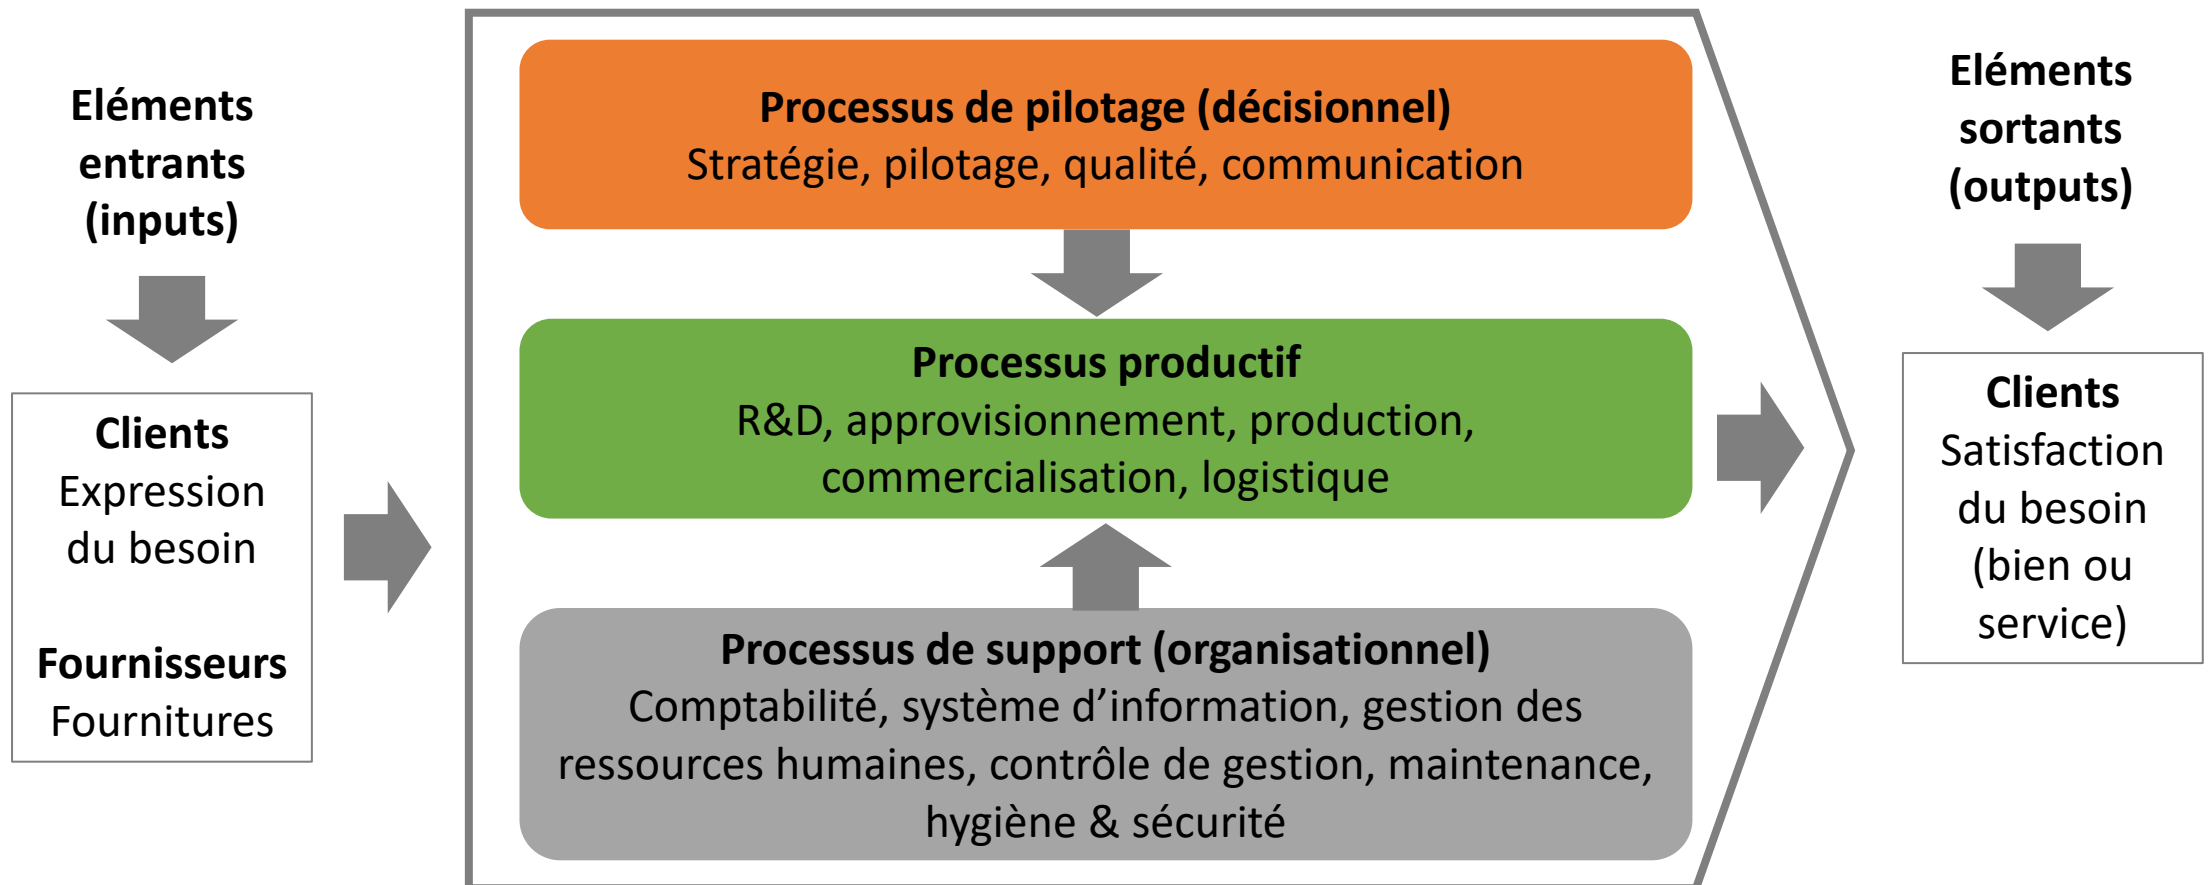 Eléments
entrants
(inputs)
Clients
Expression
du besoin
Fournisseurs
Fournitures
Processus de pilotage (décisionnel)
Stratégie, pilotage, qualité, communication
Processus productif
R&D, approvisionnement, production,
commercialisation, logistique
Processus de support (organisationnel)
Comptabilité, système d’information, gestion des
ressources humaines, contrôle de gestion, maintenance,
hygiène & sécurité
Eléments
sortants
(outputs)
Clients
Satisfaction
du besoin
(bien ou
service)